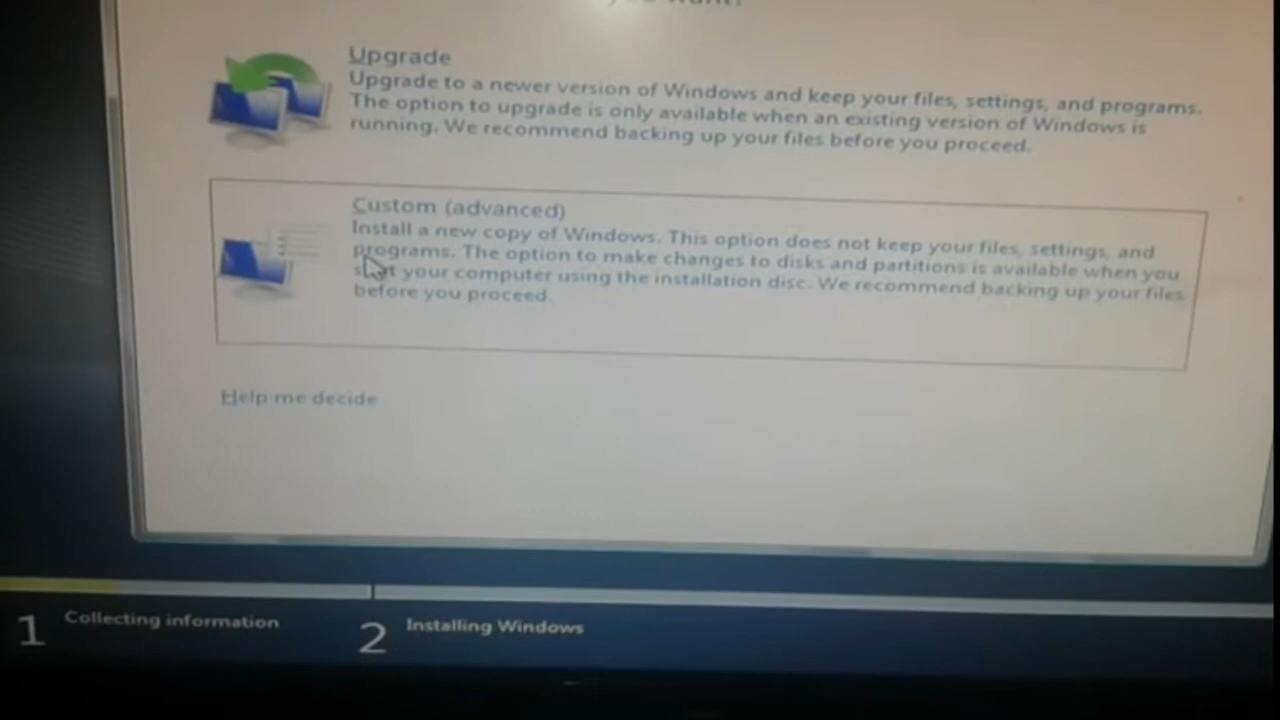 Upgrade
Upgrade to a newer version of Windows and keep your files, settings, and programs.
The option to upgrade is only available when an existing version of Windows is
running. We recommend backing up your files before you proceed.
Custom (advanced)
Install a new copy of Windows. This option does not keep your files, settings, and
programs. The option to make changes to disks and partitions is available when you
start your computer using the installation disc. We recommend backing up your files
before you proceed.
Help me decide
1 Collecting information
2 Installing Windows